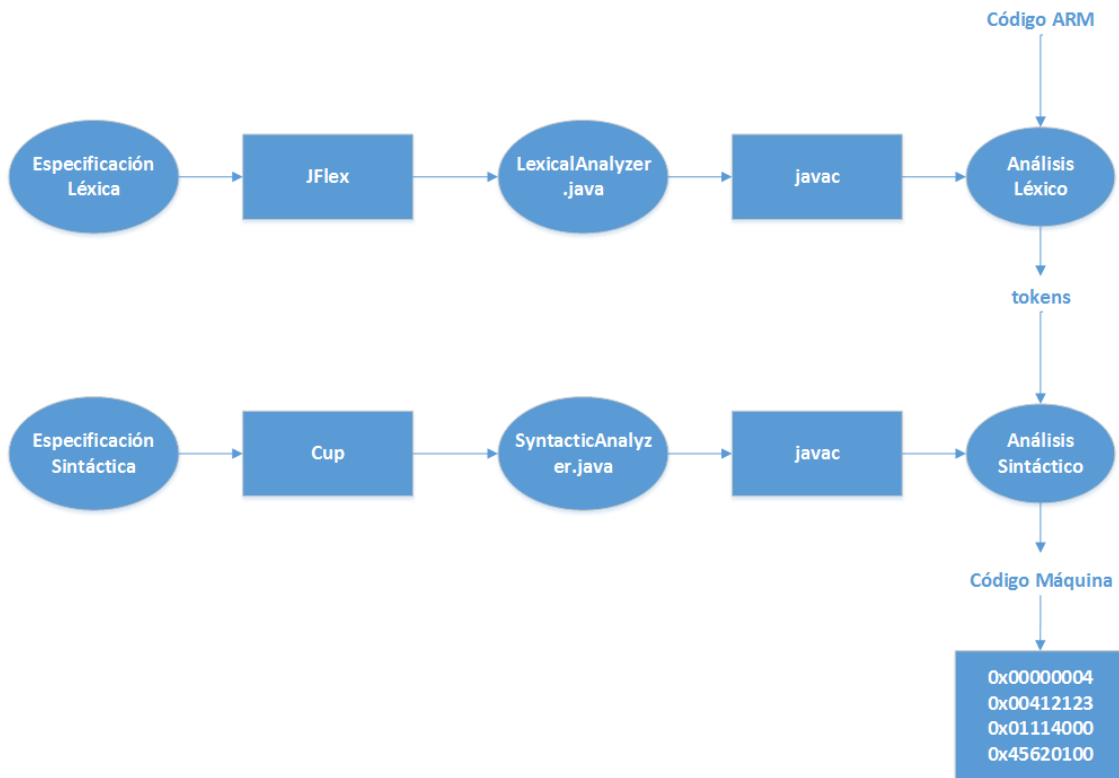 Código ARM
Especificación
Léxica
JFlex
LexicalAnalyzer
.java
javac
Análisis
Léxico
tokens
Especificación
Sintáctica
Cup
SyntacticAnalyz
er.java
javac
Análisis
Sintáctico
Código Máquina
0x00000004
0x00412123
0x01114000
0x45620100